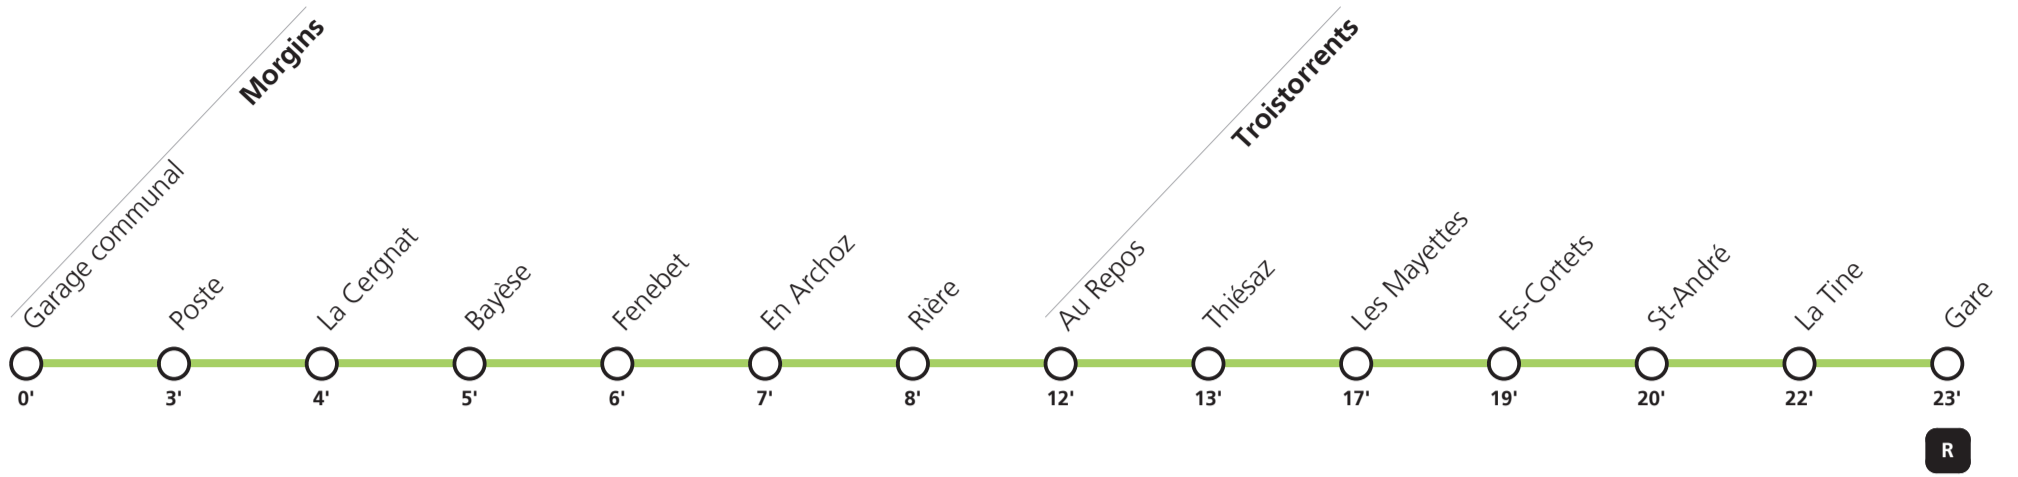 Morgins
Troistorrents
Garage communal
Poste
La Cergnat
Bayèse
Fenebet
En Archoz
Rière
Au Repos
Thiésaz
Les Mayettes
Es-Cortets
St-André
La Tine
Gare
0' 3' 4' 5' 6' 7' 8' 12' 13' 17' 19' 20' 22' 23'
R